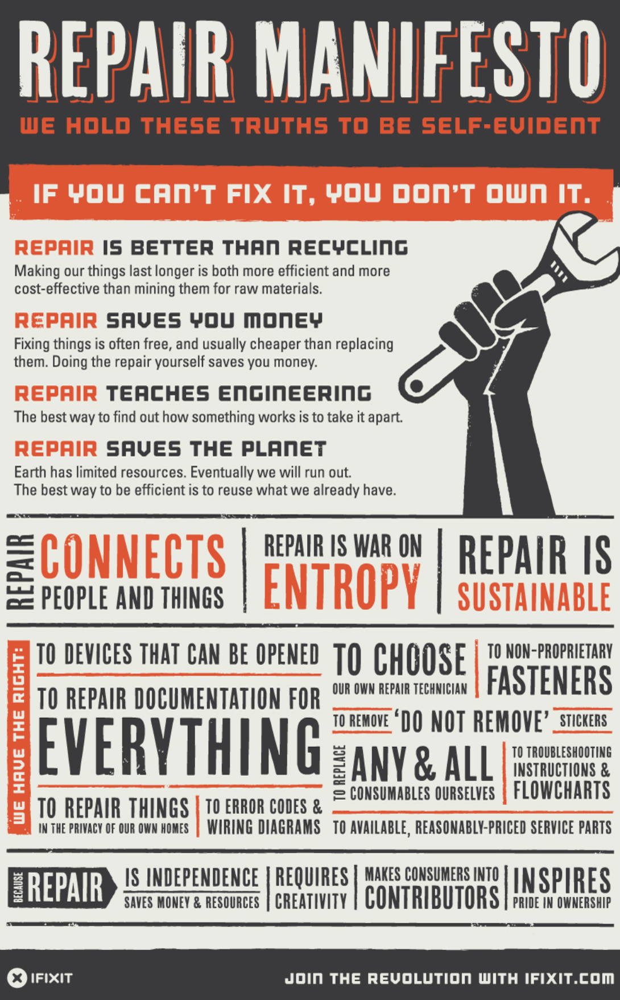 REPAIR MANIFESTO
WE HOLD THESE TRUTHS TO BE SELF-EVIDENT
IF YOU CAN'T FIX IT, YOU DON'T OWN IT.
REPAIR IS BETTER THAN RECYCLING
Making our things last longer is both more efficient and more
cost-effective than mining them for raw materials.
REPAIR SAVES YOU MONEY
Fixing things is often free, and usually cheaper than replacing
them. Doing the repair yourself saves you money.
REPAIR TEACHES ENGINEERING
The best way to find out how something works is to take it apart.
REPAIR SAVES THE PLANET
Earth has limited resources. Eventually we will run out.
The best way to be efficient is to reuse what we already have.
REPAIR
CONNECTS
PEOPLE AND THINGS
REPAIR IS WAR ON
ENTROPY
REPAIR IS
SUSTAINABLE
WE HAVE THE RIGHT:
TO DEVICES THAT CAN BE OPENED
TO REPAIR DOCUMENTATION FOR
EVERYTHING
TO REPAIR THINGS
IN THE PRIVACY OF OUR OWN HOMES
TO ERROR CODES &
WIRING DIAGRAMS
TO CHOOSE
OUR OWN REPAIR TECHNICIAN
TO NON-PROPRIETARY
FASTENERS
TO REMOVE 'DO NOT REMOVE' STICKERS
TO REPLACE
ANY & ALL
CONSUMABLES OURSELVES
TO TROUBLESHOOTING
INSTRUCTIONS &
FLOWCHARTS
TO AVAILABLE, REASONABLY-PRICED SERVICE PARTS
BECAUSE
REPAIR
IS INDEPENDENCE
SAVES MONEY & RESOURCES
REQUIRES
CREATIVITY
MAKES CONSUMERS INTO
CONTRIBUTORS
INSPIRES
PRIDE IN OWNERSHIP
IFIXIT
JOIN THE REVOLUTION WITH IFIXIT.COM